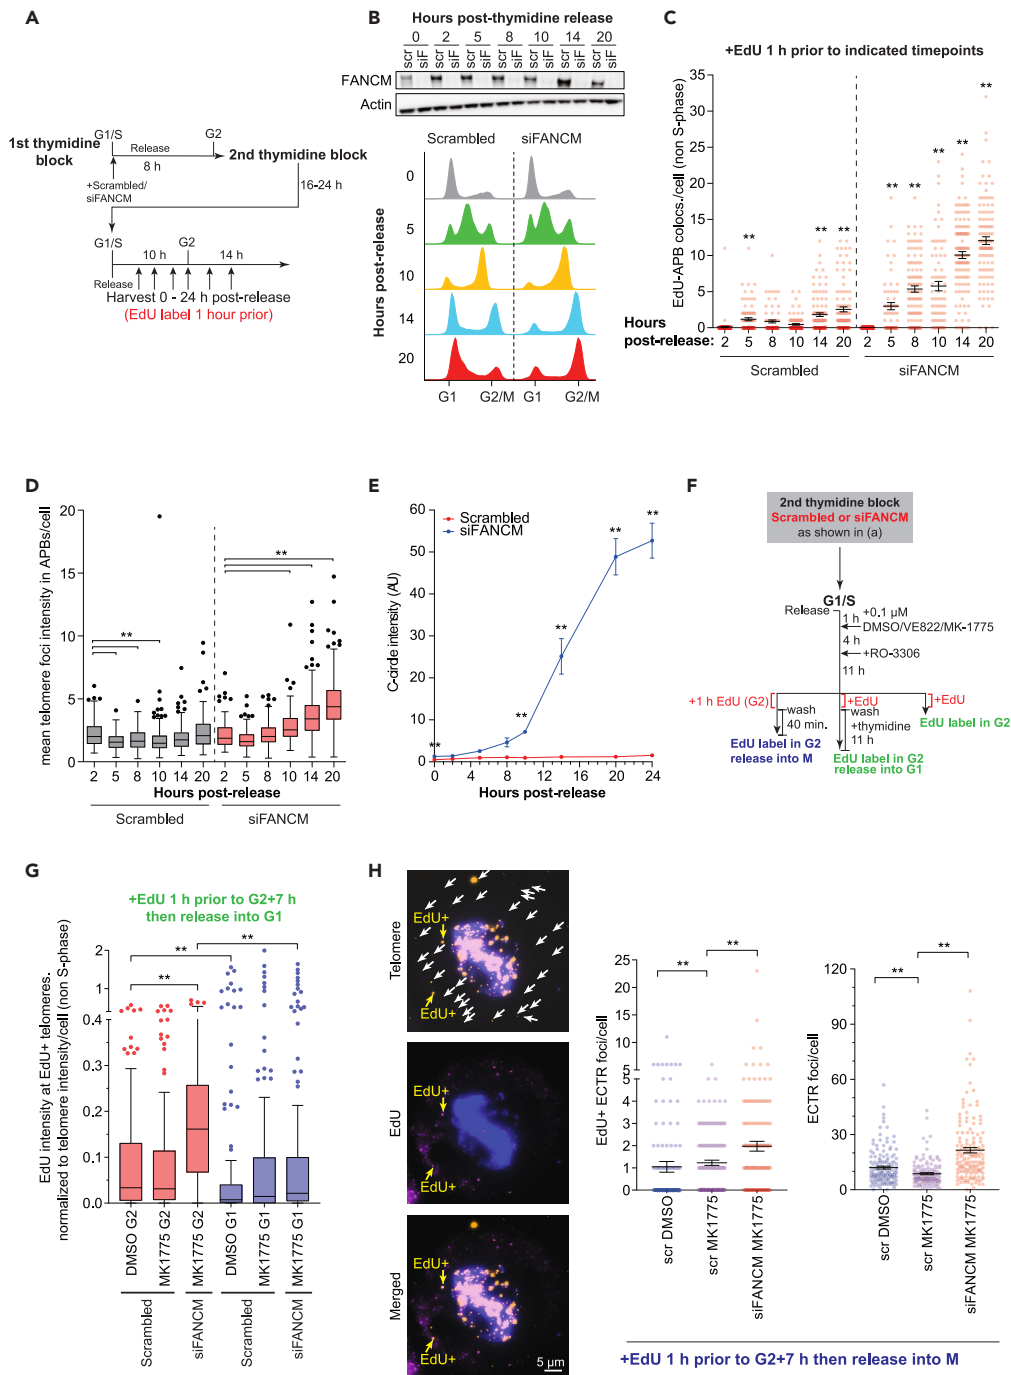 A
G1/S
G2
1st thymidine
block
Release
8 h
2nd thymidine block
+Scrambled/
siFANCM
16-24 h
G1/S
G2
10 h
14 h
Release
Harvest 0 - 24 h post-release
(EdU label 1 hour prior)
B
Hours post-thymidine release
0 2 5 8 10 14 20
scr siF scr siF scr siF scr siF scr siF scr siF scr siF
FANCM
Actin
Scrambled siFANCM
Hours post-release
0
5
10
14
20
G1 G2/M G1 G2/M
C
+EdU 1 h prior to indicated timepoints
EdU-APB colocs./cell (non S-phase)
35
30
25
20
15
10
5
0
** ** ** ** ** ** ** **
Hours
post-release:
2 5 8 10 14 20 2 5 8 10 14 20
Scrambled siFANCM
D
mean telomere foci intensity in APBs/cell
20
15
10
5
0
** **
2 5 8 10 14 20 2 5 8 10 14 20
Hours post-release
Scrambled siFANCM
E
C-circle intensity (AU)
60
50
40
30
20
10
0
Scrambled
siFANCM
** ** ** ** **
0 4 8 12 16 20 24
Hours post-release
F
2nd thymidine block
Scrambled or siFANCM
as shown in (a)
G1/S
Release
1 h
+0.1 µM
DMSO/VE822/MK-1775
4 h
+RO-3306
11 h
+1 h EdU (G2)
+EdU
+EdU
wash
40 min.
wash
+thymidine
11 h
EdU label in G2
EdU label in G2
release into M
EdU label in G2
release into G1
G
+EdU 1 h prior to G2+7 h
then release into G1
EdU intensity at EdU+ telomeres.
normalized to telomere intensity/cell (non S-phase)
2
1
0.4
0.3
0.2
0.1
0.0
** ** **
DMSO G2
MK1775 G2
MK1775 G2
DMSO G1
MK1775 G1
MK1775 G1
Scrambled
siFANCM
Scrambled
siFANCM
H
Telomere
EdU+
EdU+
EdU
EdU+
EdU+
Merged
EdU+
EdU+
5 µm
EdU+ ECTR foci/cell
25
20
15
10
6
5
4
3
2
1
0
** **
scr DMSO
scr MK1775
siFANCM MK1775
ECTR foci/cell
120
90
60
30
0
** **
scr DMSO
scr MK1775
siFANCM MK1775
+EdU 1 h prior to G2+7 h then release into M